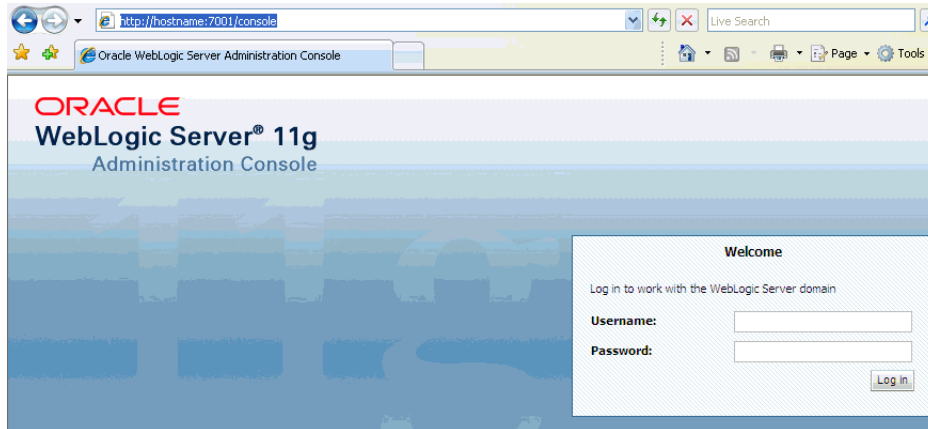 http://hostname:7001/console
Live Search
Oracle WebLogic Server Administration Console
Page
Tools
ORACLE
WebLogic Server® 11g
Administration Console
Welcome
Log in to work with the WebLogic Server domain
Username:
Password:
Log in